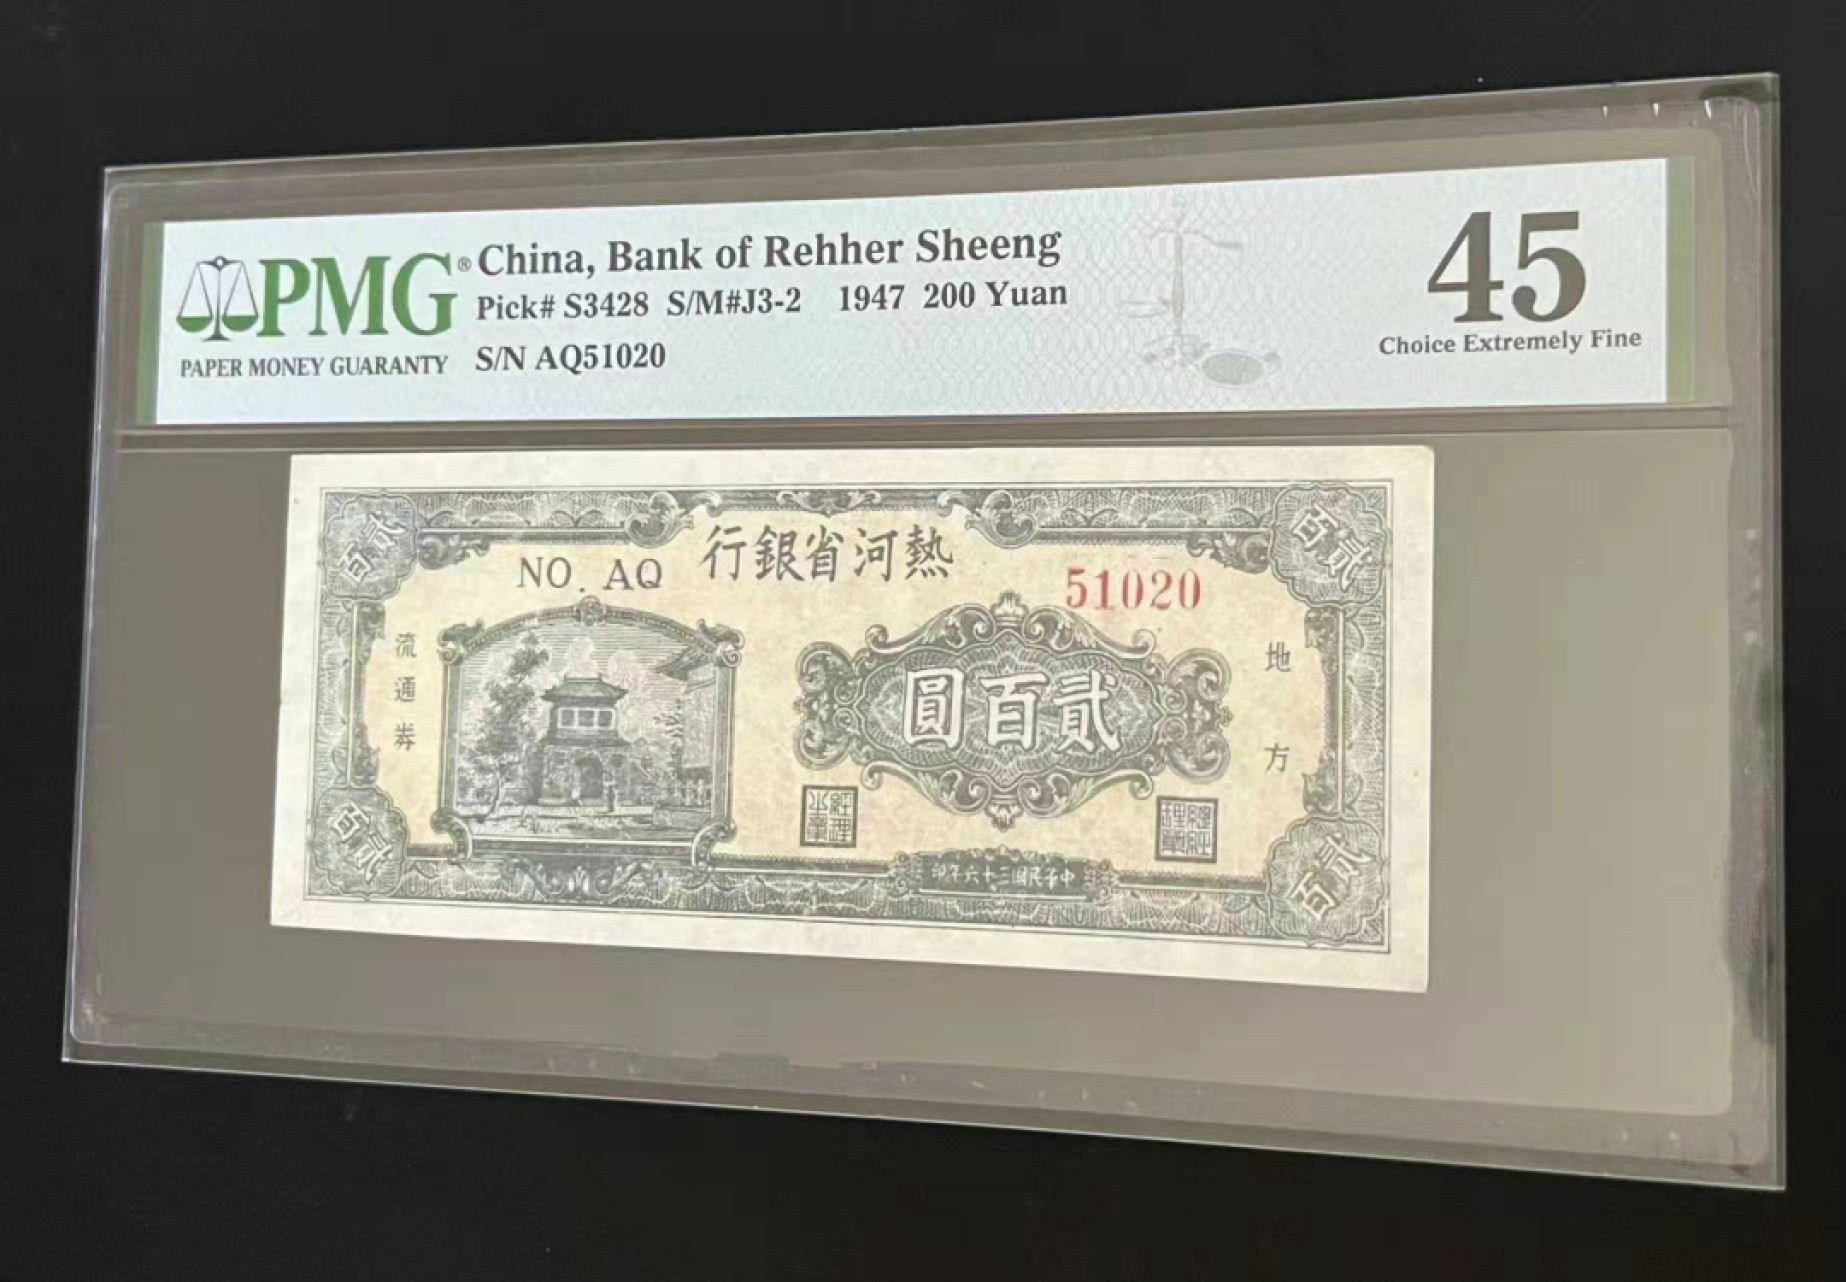 PMG®
PAPER MONEY GUARANTY
China, Bank of Rehher Sheeng
Pick# S3428 S/M#J3-2 1947 200 Yuan
S/N AQ51020
45
Choice Extremely Fine
行銀省河熱
NO. AQ
51020
百貳
百貳
流通券
圓百貳
地方
印年六十三國民華中
百貳
百貳